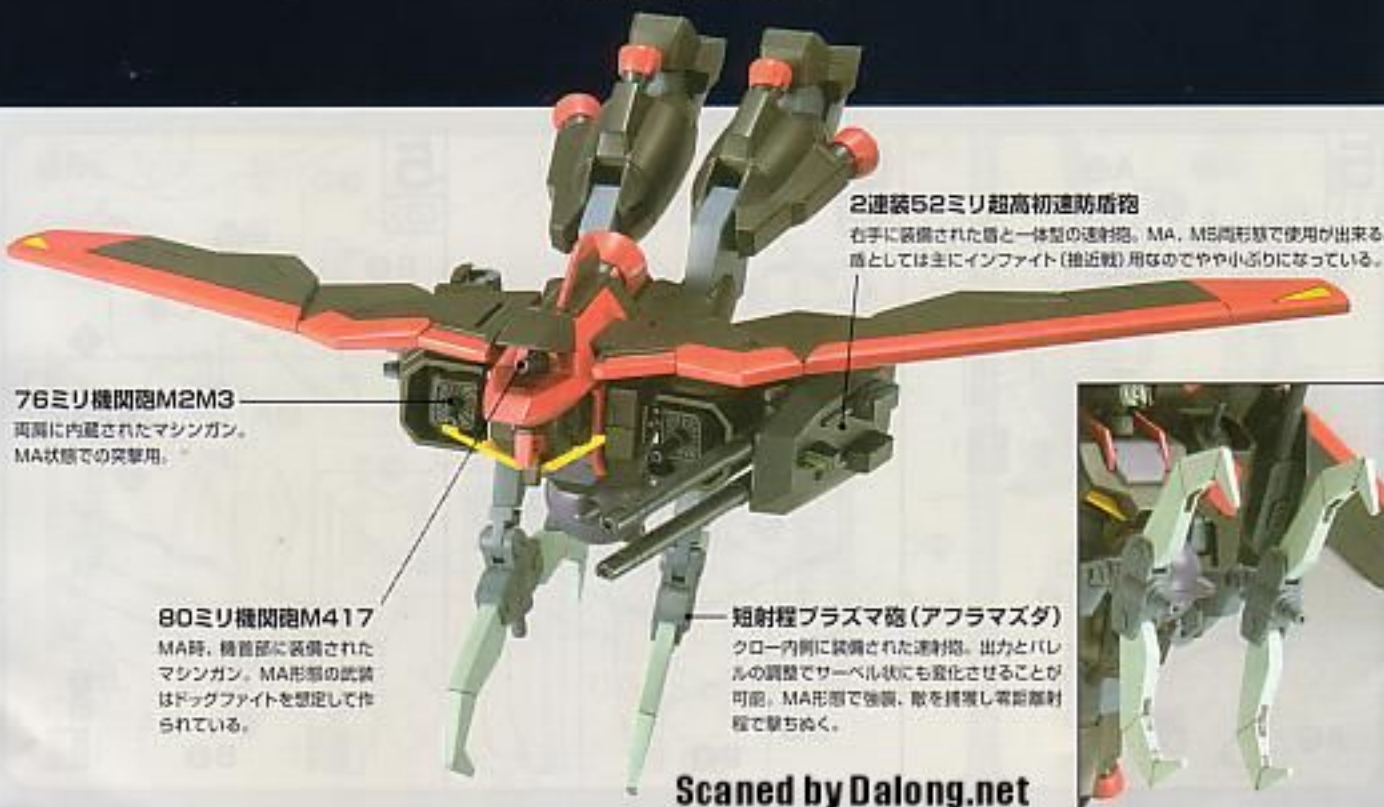 2連装52ミリ超高初速防盾砲
右手に装備された盾と一体型の速射砲。MA、MS両形態で使用が出来る
盾としては主にインファイト(接近戦)用なのでやや小ぶりになっている。
76ミリ機関砲M2M3
両肩に内蔵されたマシンガン。
MA状態での突撃用。
80ミリ機関砲M417
MA時、機首部に装備された
マシンガン。MA形態の武装
はドッグファイトを想定して作
られている。
短射程プラズマ砲(アフラマズダ)
クロー内側に装備された速射砲。出力とバレ
ルの調整でサーベル状にも変化させることが
可能。MA形態で強襲、敵を捕獲し零距離射
程で撃ちぬく。
Scaned by Dalong.net